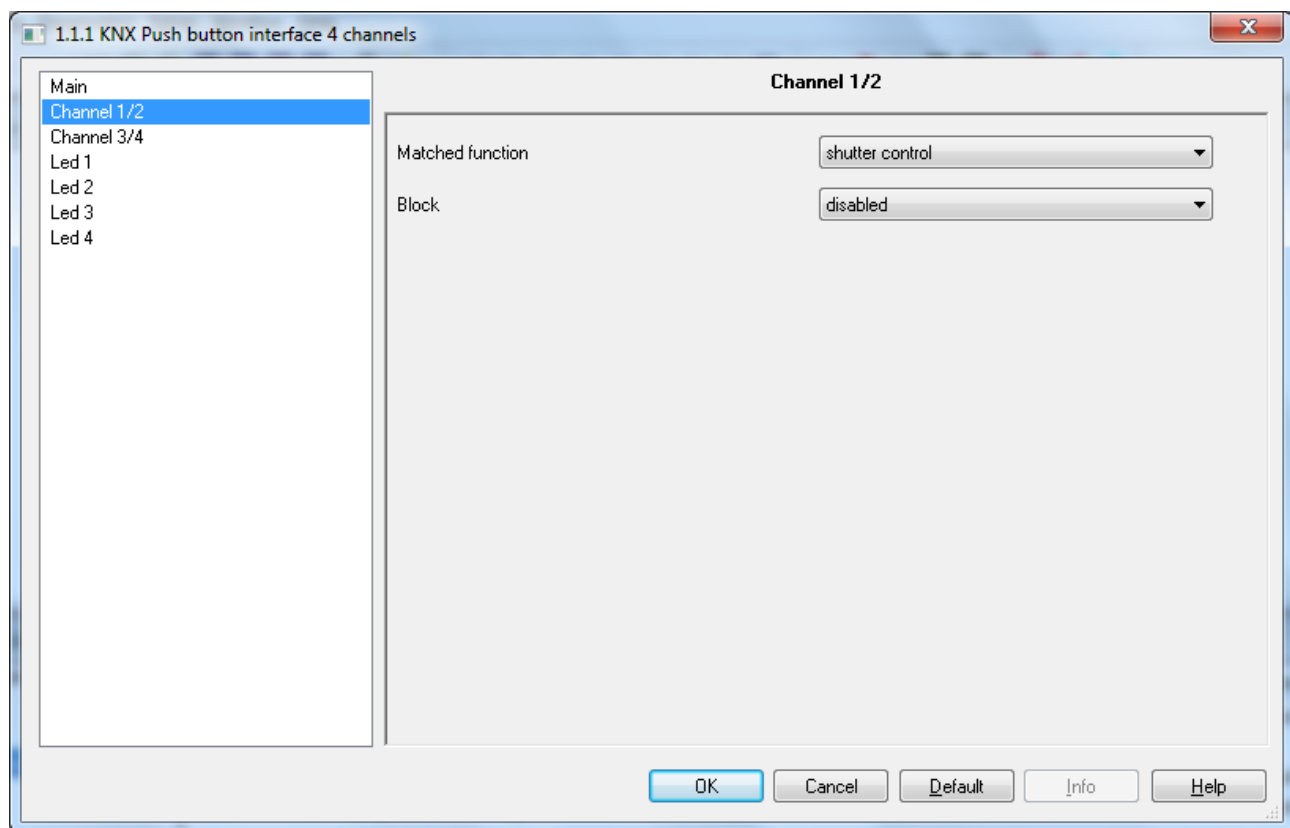 1.1.1 KNX Push button interface 4 channels
Main
Channel 1/2
Channel 3/4
Led 1
Led 2
Led 3
Led 4
Channel 1/2
Matched function shutter control
Block disabled
OK Cancel Default Info Help